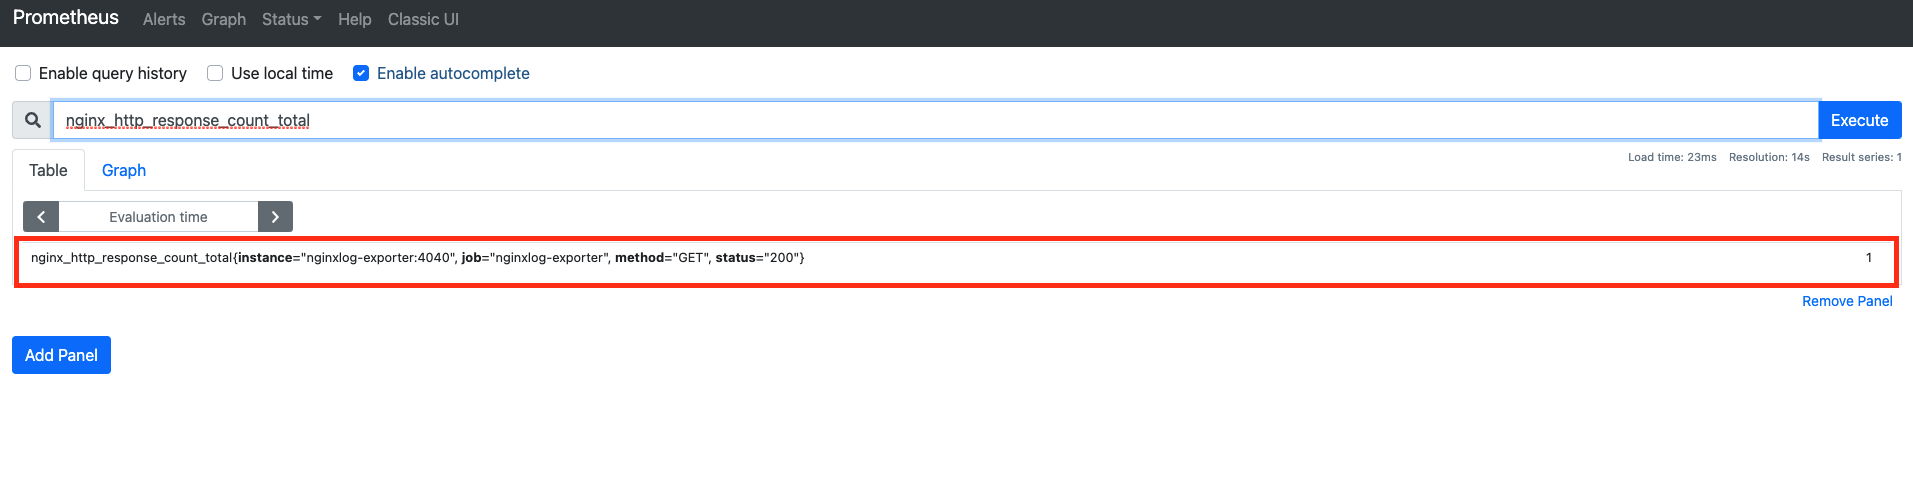 Prometheus Alerts Graph Status Help Classic UI
Enable query history Use local time Enable autocomplete
nginx_http_response_count_total Execute
Load time: 23ms Resolution: 14s Result series: 1
Table Graph
Evaluation time
nginx_http_response_count_total{instance="nginxlog-exporter:4040", job="nginxlog-exporter", method="GET", status="200"} 1
Remove Panel
Add Panel